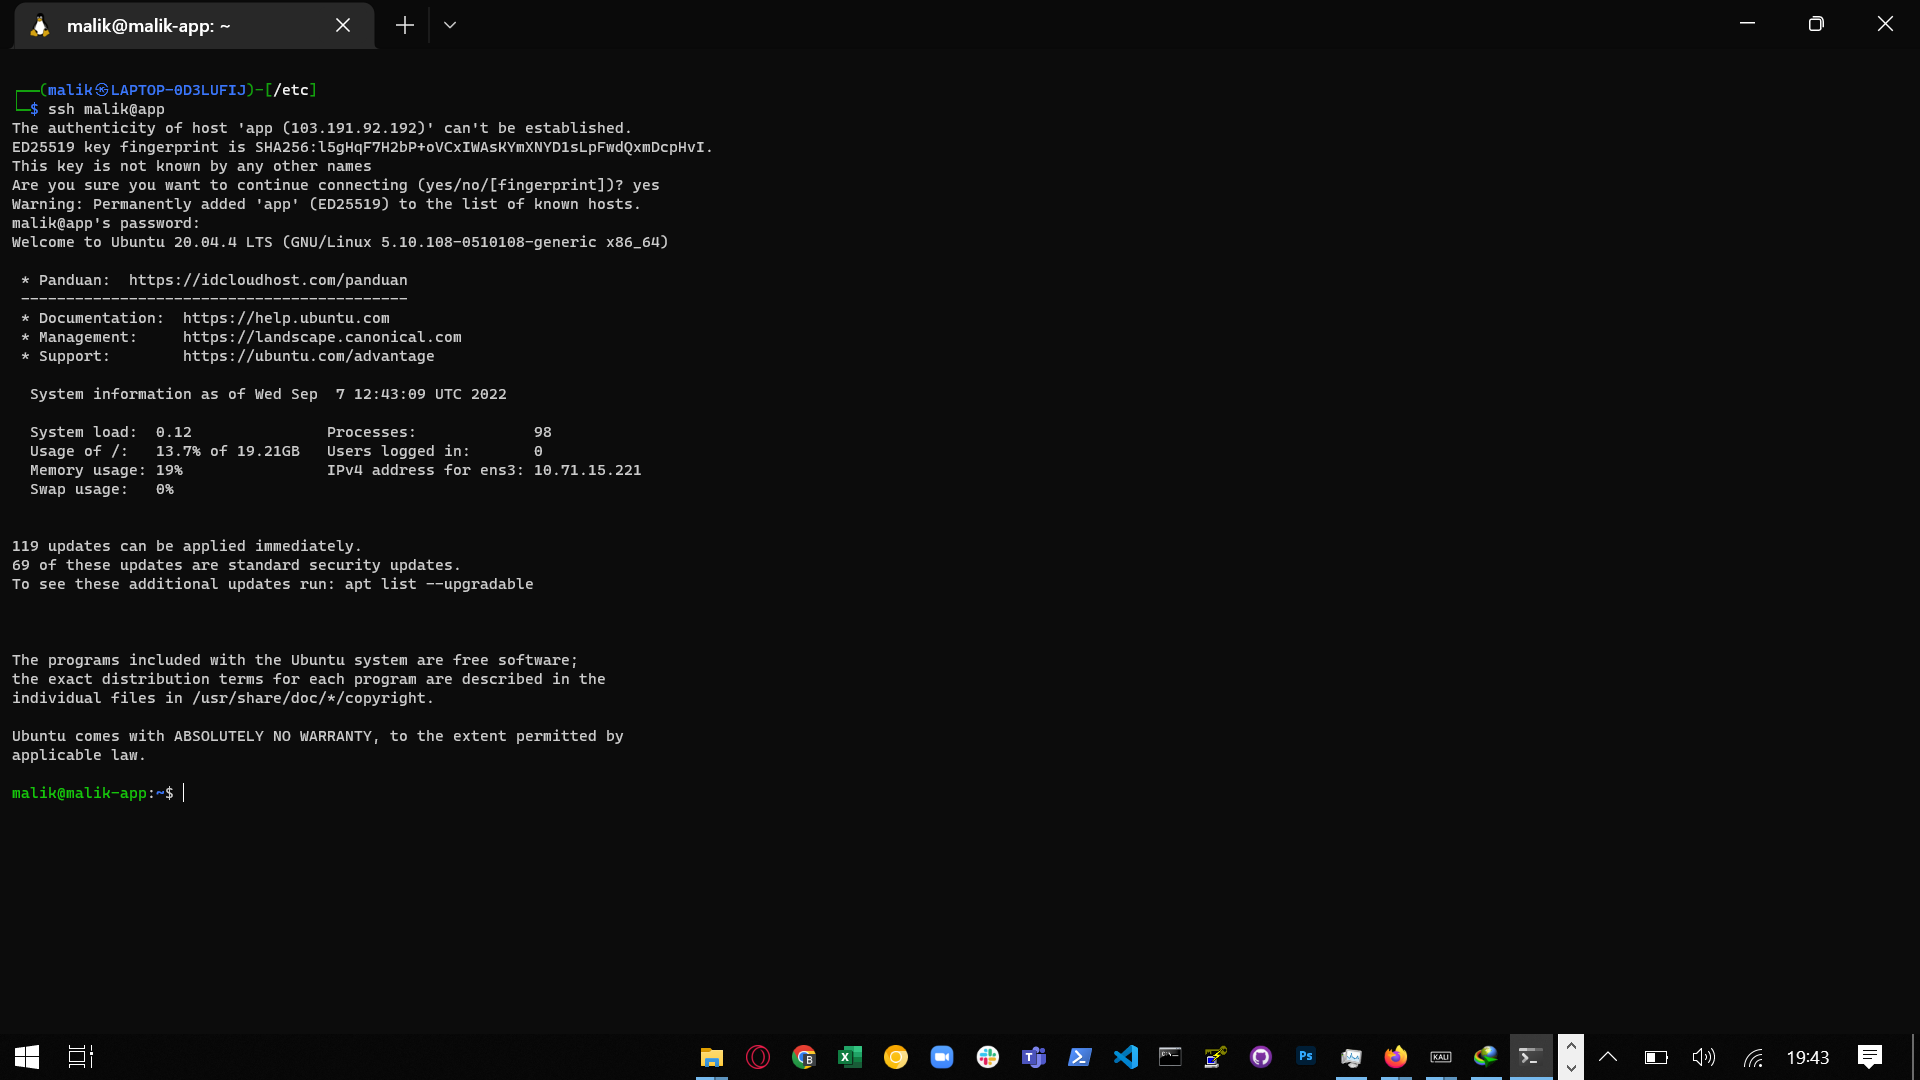 malik@malik-app: ~
┌──(malik㉿LAPTOP-0D3LUFIJ)-[/etc]
└─$ ssh malik@app
The authenticity of host 'app (103.191.92.192)' can't be established.
ED25519 key fingerprint is SHA256:l5gHqF7H2bP+oVCxIWAsKYmXNYD1sLpFwdQxmDcpHvI.
This key is not known by any other names
Are you sure you want to continue connecting (yes/no/[fingerprint])? yes
Warning: Permanently added 'app' (ED25519) to the list of known hosts.
malik@app's password:
Welcome to Ubuntu 20.04.4 LTS (GNU/Linux 5.10.108-0510108-generic x86_64)
* Panduan:  https://idcloudhost.com/panduan
-------------------------------------------
* Documentation:  https://help.ubuntu.com
* Management:     https://landscape.canonical.com
* Support:        https://ubuntu.com/advantage
System information as of Wed Sep  7 12:43:09 UTC 2022
System load:  0.12               Processes:             98
Usage of /:   13.7% of 19.21GB   Users logged in:       0
Memory usage: 19%                IPv4 address for ens3: 10.71.15.221
Swap usage:   0%
119 updates can be applied immediately.
69 of these updates are standard security updates.
To see these additional updates run: apt list --upgradable
The programs included with the Ubuntu system are free software;
the exact distribution terms for each program are described in the
individual files in /usr/share/doc/*/copyright.
Ubuntu comes with ABSOLUTELY NO WARRANTY, to the extent permitted by
applicable law.
malik@malik-app:~$
B
Ps
KALI
19:43